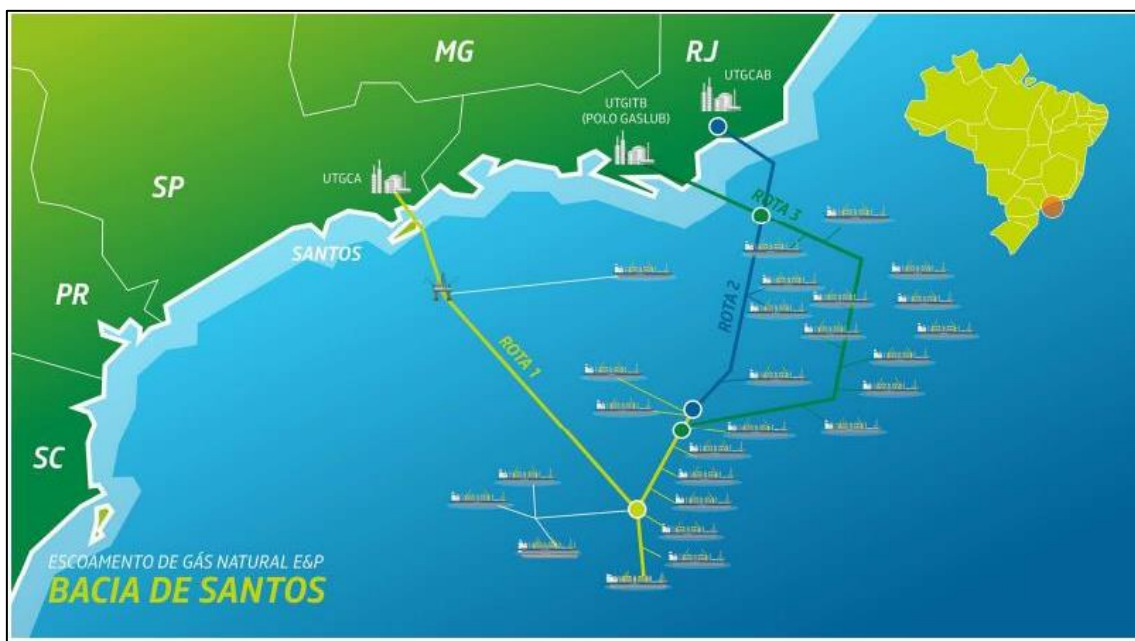 MG
RJ
UTGCAB
UTGITB
(POLO GASLUB)
UTGCA
SP
ROTA 3
SANTOS
PR
ROTA 2
ROTA 1
SC
ESCOAMENTO DE GÁS NATURAL E&P
BACIA DE SANTOS